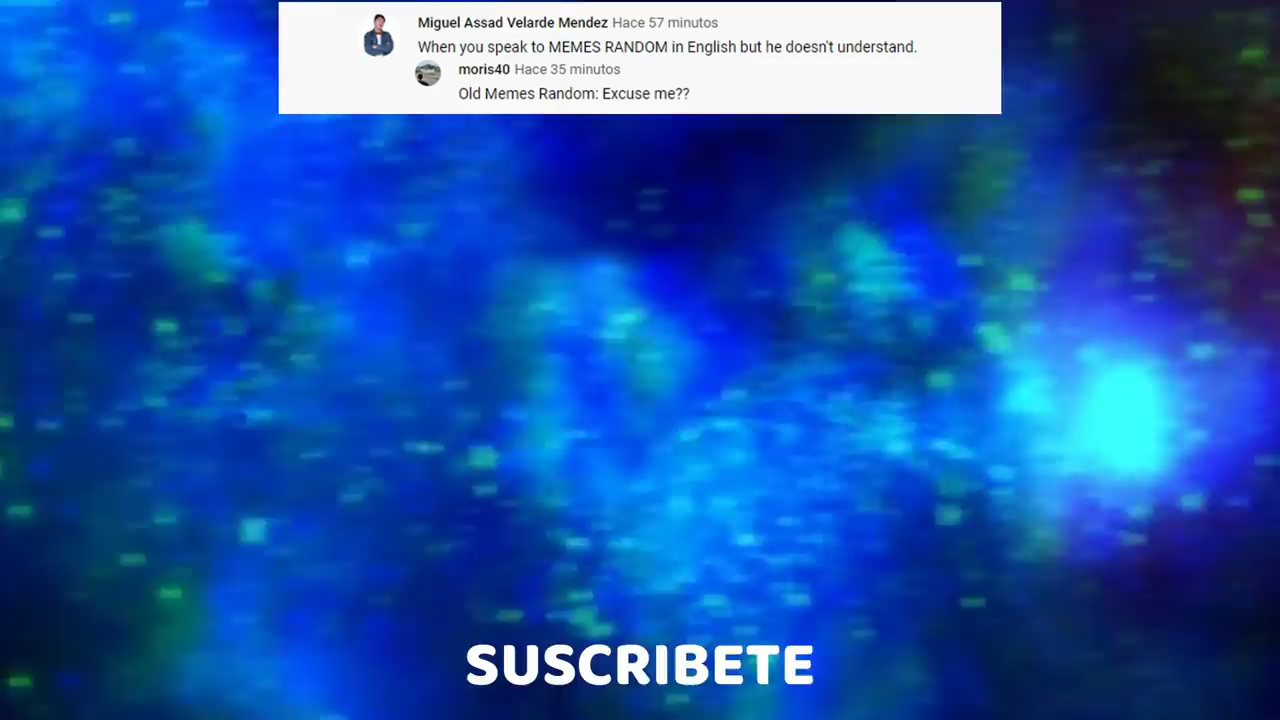 Miguel Assad Velarde Mendez Hace 57 minutos
When you speak to MEMES RANDOM in English but he doesn't understand.
moris40 Hace 35 minutos
Old Memes Random: Excuse me??
SUSCRIBETE